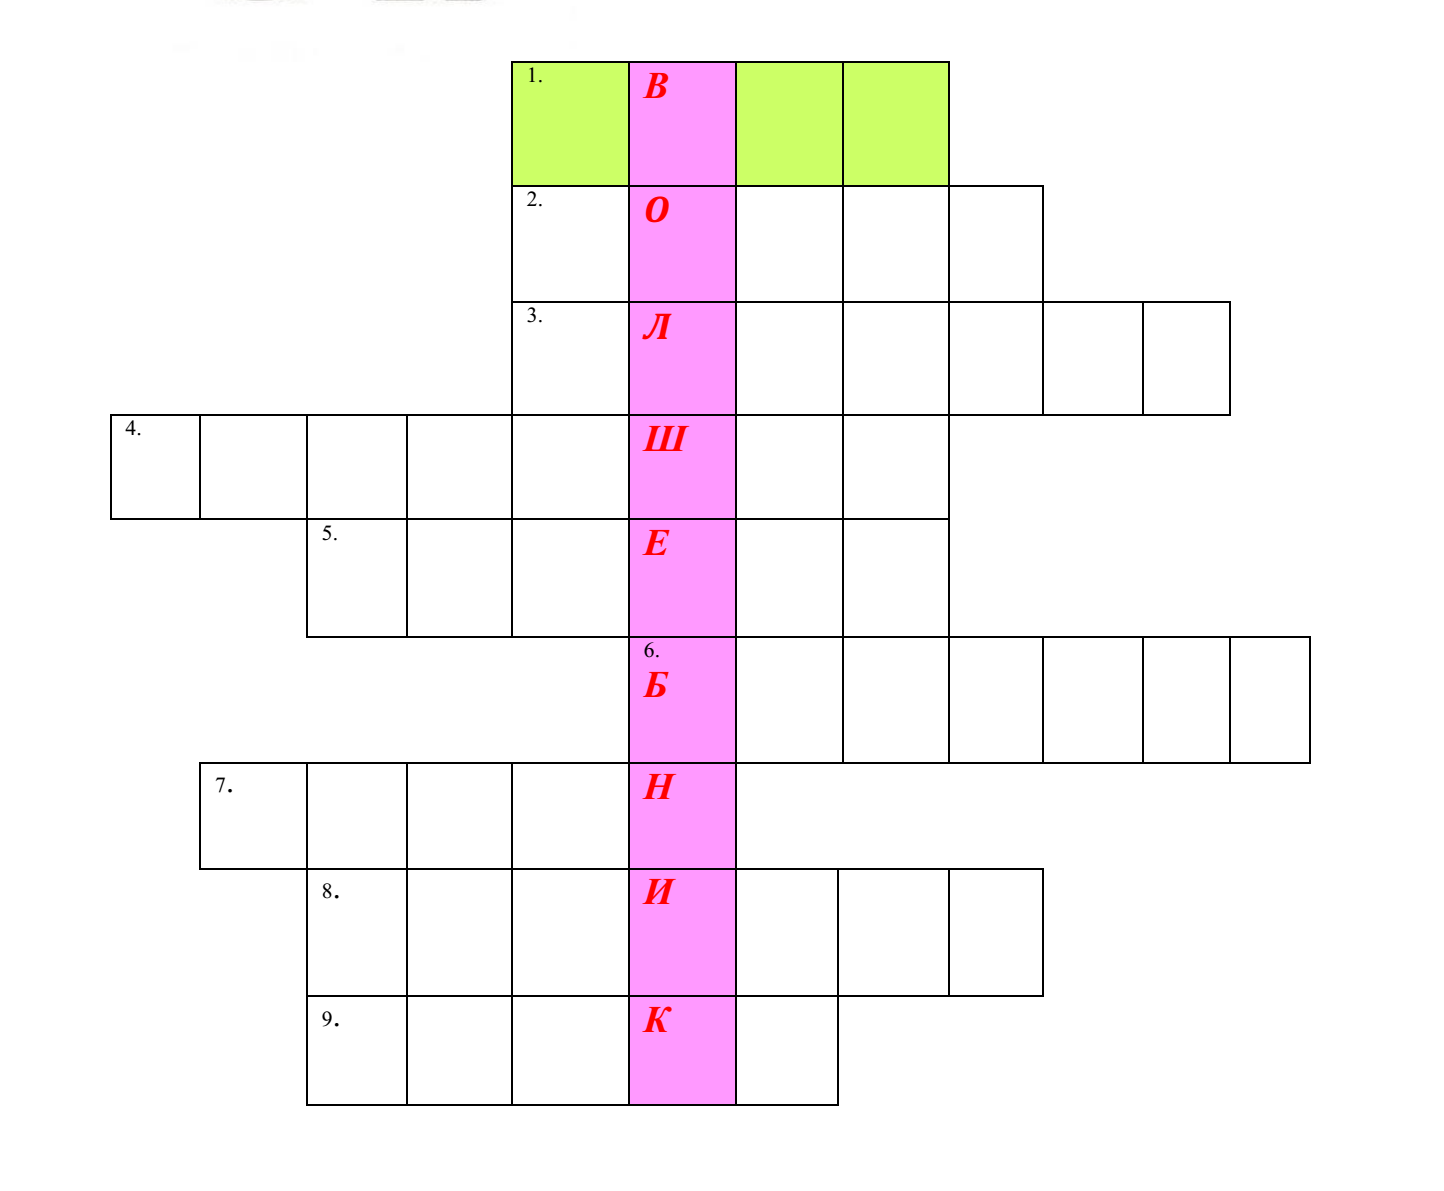 1. В
2. О
3. Л
4. Ш
5. Е
6.
Б
7. Н
8. И
9. К